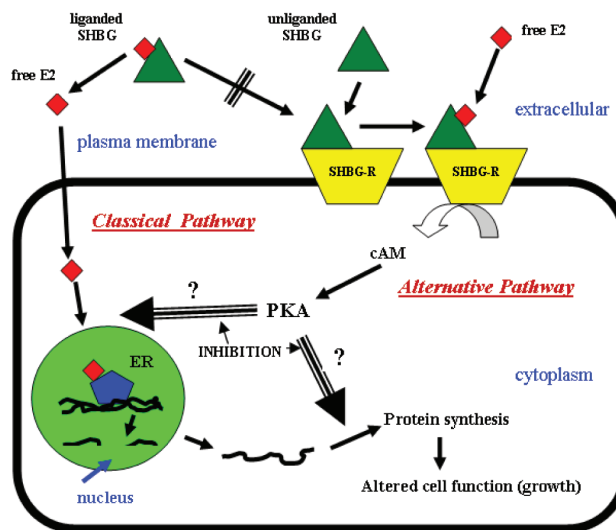 liganded
SHBG
unliganded
SHBG
free E2
free E2
plasma membrane
extracellular
SHBG-R
SHBG-R
Classical Pathway
cAM
Alternative Pathway
?
PKA
INHIBITION
?
ER
cytoplasm
Protein synthesis
nucleus
Altered cell function (growth)